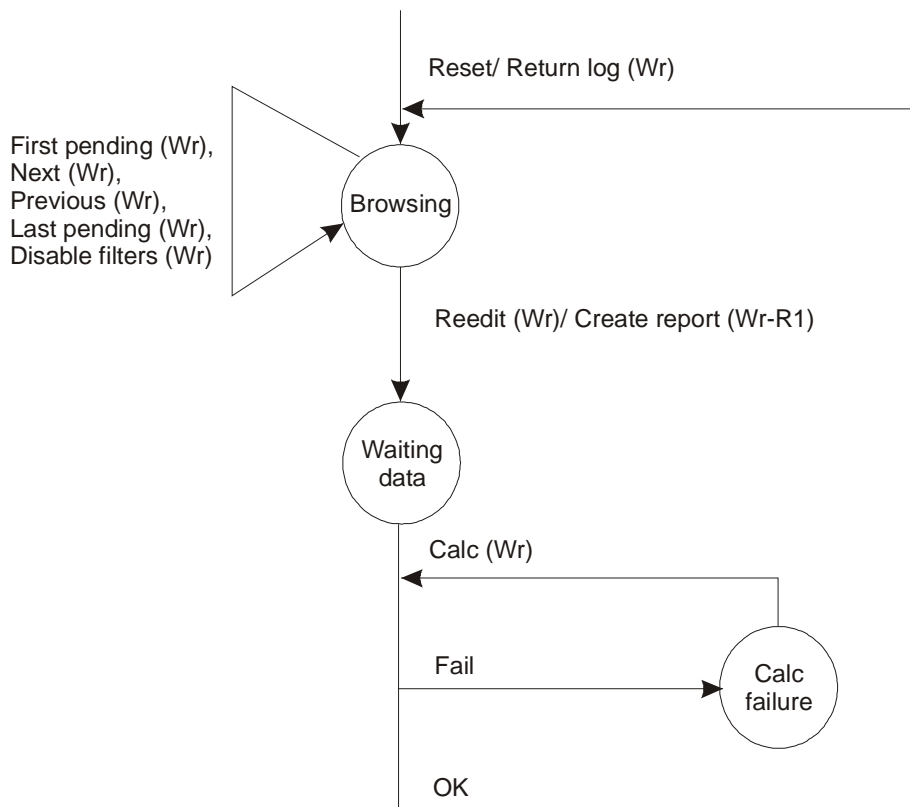 Reset/ Return log (Wr)
First pending (Wr),
Next (Wr),
Previous (Wr),
Last pending (Wr),
Disable filters (Wr)
Browsing
Reedit (Wr)/ Create report (Wr-R1)
Waiting
data
Calc (Wr)
Fail
Calc
failure
OK